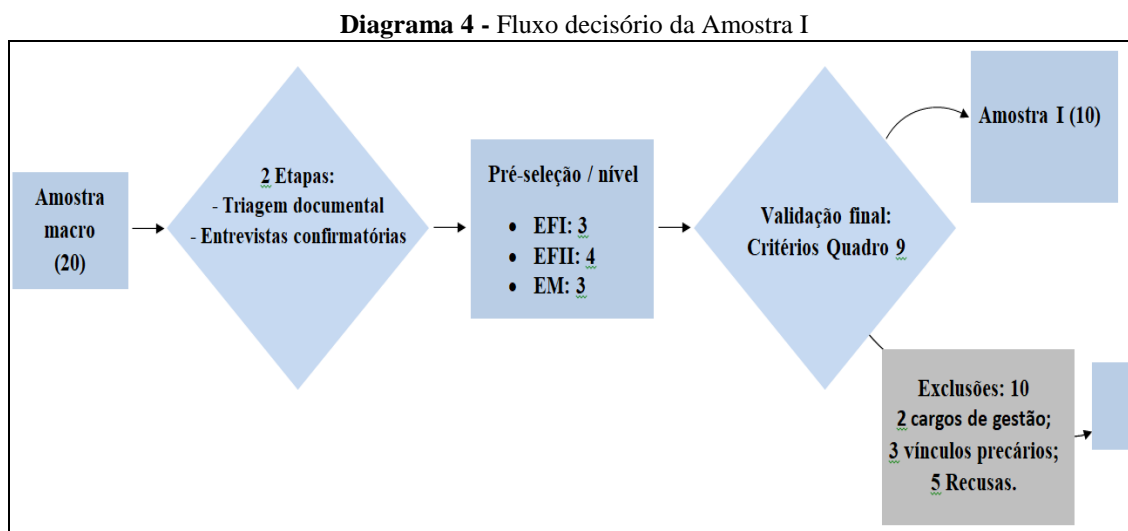 Diagrama 4 - Fluxo decisório da Amostra I
Amostra
macro
(20)
2 Etapas:
- Triagem documental
- Entrevistas confirmatórias
Pré-seleção / nível
• EFI: 3
• EFII: 4
• EM: 3
Validação final:
Critérios Quadro 9
Amostra I (10)
Exclusões: 10
2 cargos de gestão;
3 vínculos precários;
5 Recusas.